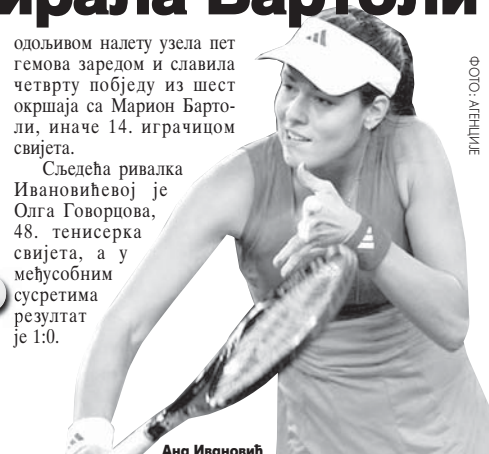 ирала Бартоли
одољивом налету узела пет
гемова заредом и славила
четврту побједу из шест
окршаја са Марион Барто-
ли, иначе 14. играчицом
свијета.
Сљедећа ривалка
Ивановићевој је
Олга Говорцова,
48. тенисерка
свијета, а у
међусобним
сусретима
резултат
је 1:0.
ФОТО: АГЕНЦИЈЕ
Ана Ивановић